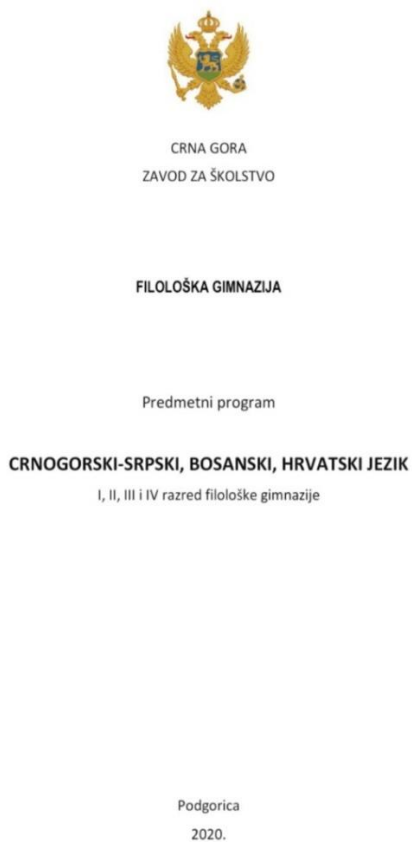 CRNA GORA
ZAVOD ZA ŠKOLSTVO
FILOLOŠKA GIMNAZIJA
Predmetni program
CRNOGORSKI-SRPSKI, BOSANSKI, HRVATSKI JEZIK
I, II, III i IV razred filološke gimnazije
Podgorica
2020.